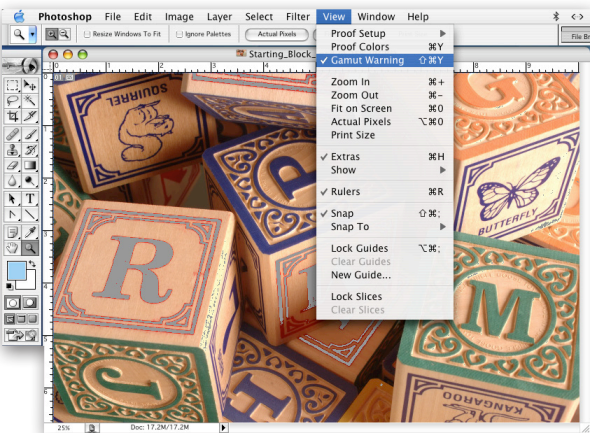 Photoshop File Edit Image Layer Select Filter View Window Help
Resize Windows To Fit Ignore Palettes Actual Pixels
File Br
Starting_Block_
Proof Setup
Proof Colors ⌘Y
✓ Gamut Warning ⇧⌘Y
Zoom In ⌘+
Zoom Out ⌘−
Fit on Screen ⌘0
Actual Pixels ⌥⌘0
Print Size
✓ Extras ⌘H
Show
✓ Rulers ⌘R
✓ Snap ⇧⌘;
Snap To
Lock Guides ⌥⌘;
Clear Guides
New Guide...
Lock Slices
Clear Slices
01
SQUIRREL
G
P
BUTTERFLY
R
M
J
H
KANGAROO
25% Doc: 17.2M/17.2M